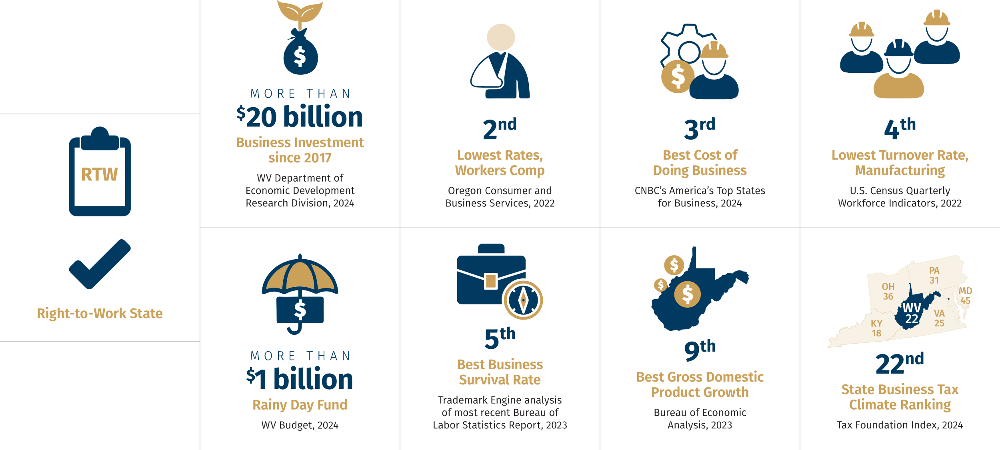 RTW
Right-to-Work State
$
MORE THAN
$20 billion
Business Investment
since 2017
WV Department of
Economic Development
Research Division, 2024
2nd
Lowest Rates,
Workers Comp
Oregon Consumer and
Business Services, 2022
$
3rd
Best Cost of
Doing Business
CNBC’s America’s Top States
for Business, 2024
4th
Lowest Turnover Rate,
Manufacturing
U.S. Census Quarterly
Workforce Indicators, 2022
$
MORE THAN
$1 billion
Rainy Day Fund
WV Budget, 2024
5th
Best Business
Survival Rate
Trademark Engine analysis
of most recent Bureau of
Labor Statistics Report, 2023
$
$
$
9th
Best Gross Domestic
Product Growth
Bureau of Economic
Analysis, 2023
PA
31
OH
36
MD
45
WV
22
VA
25
KY
18
22nd
State Business Tax
Climate Ranking
Tax Foundation Index, 2024